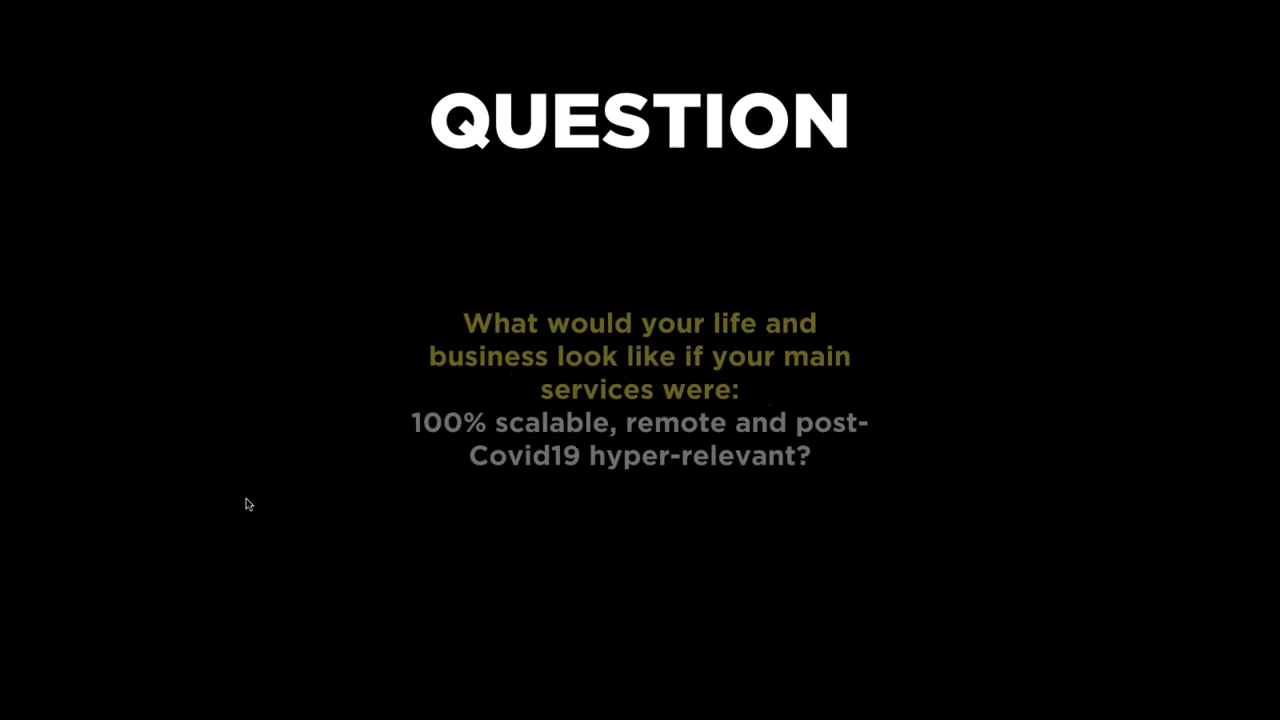 QUESTION
What would your life and
business look like if your main
services were:
100% scalable, remote and post-
Covid19 hyper-relevant?